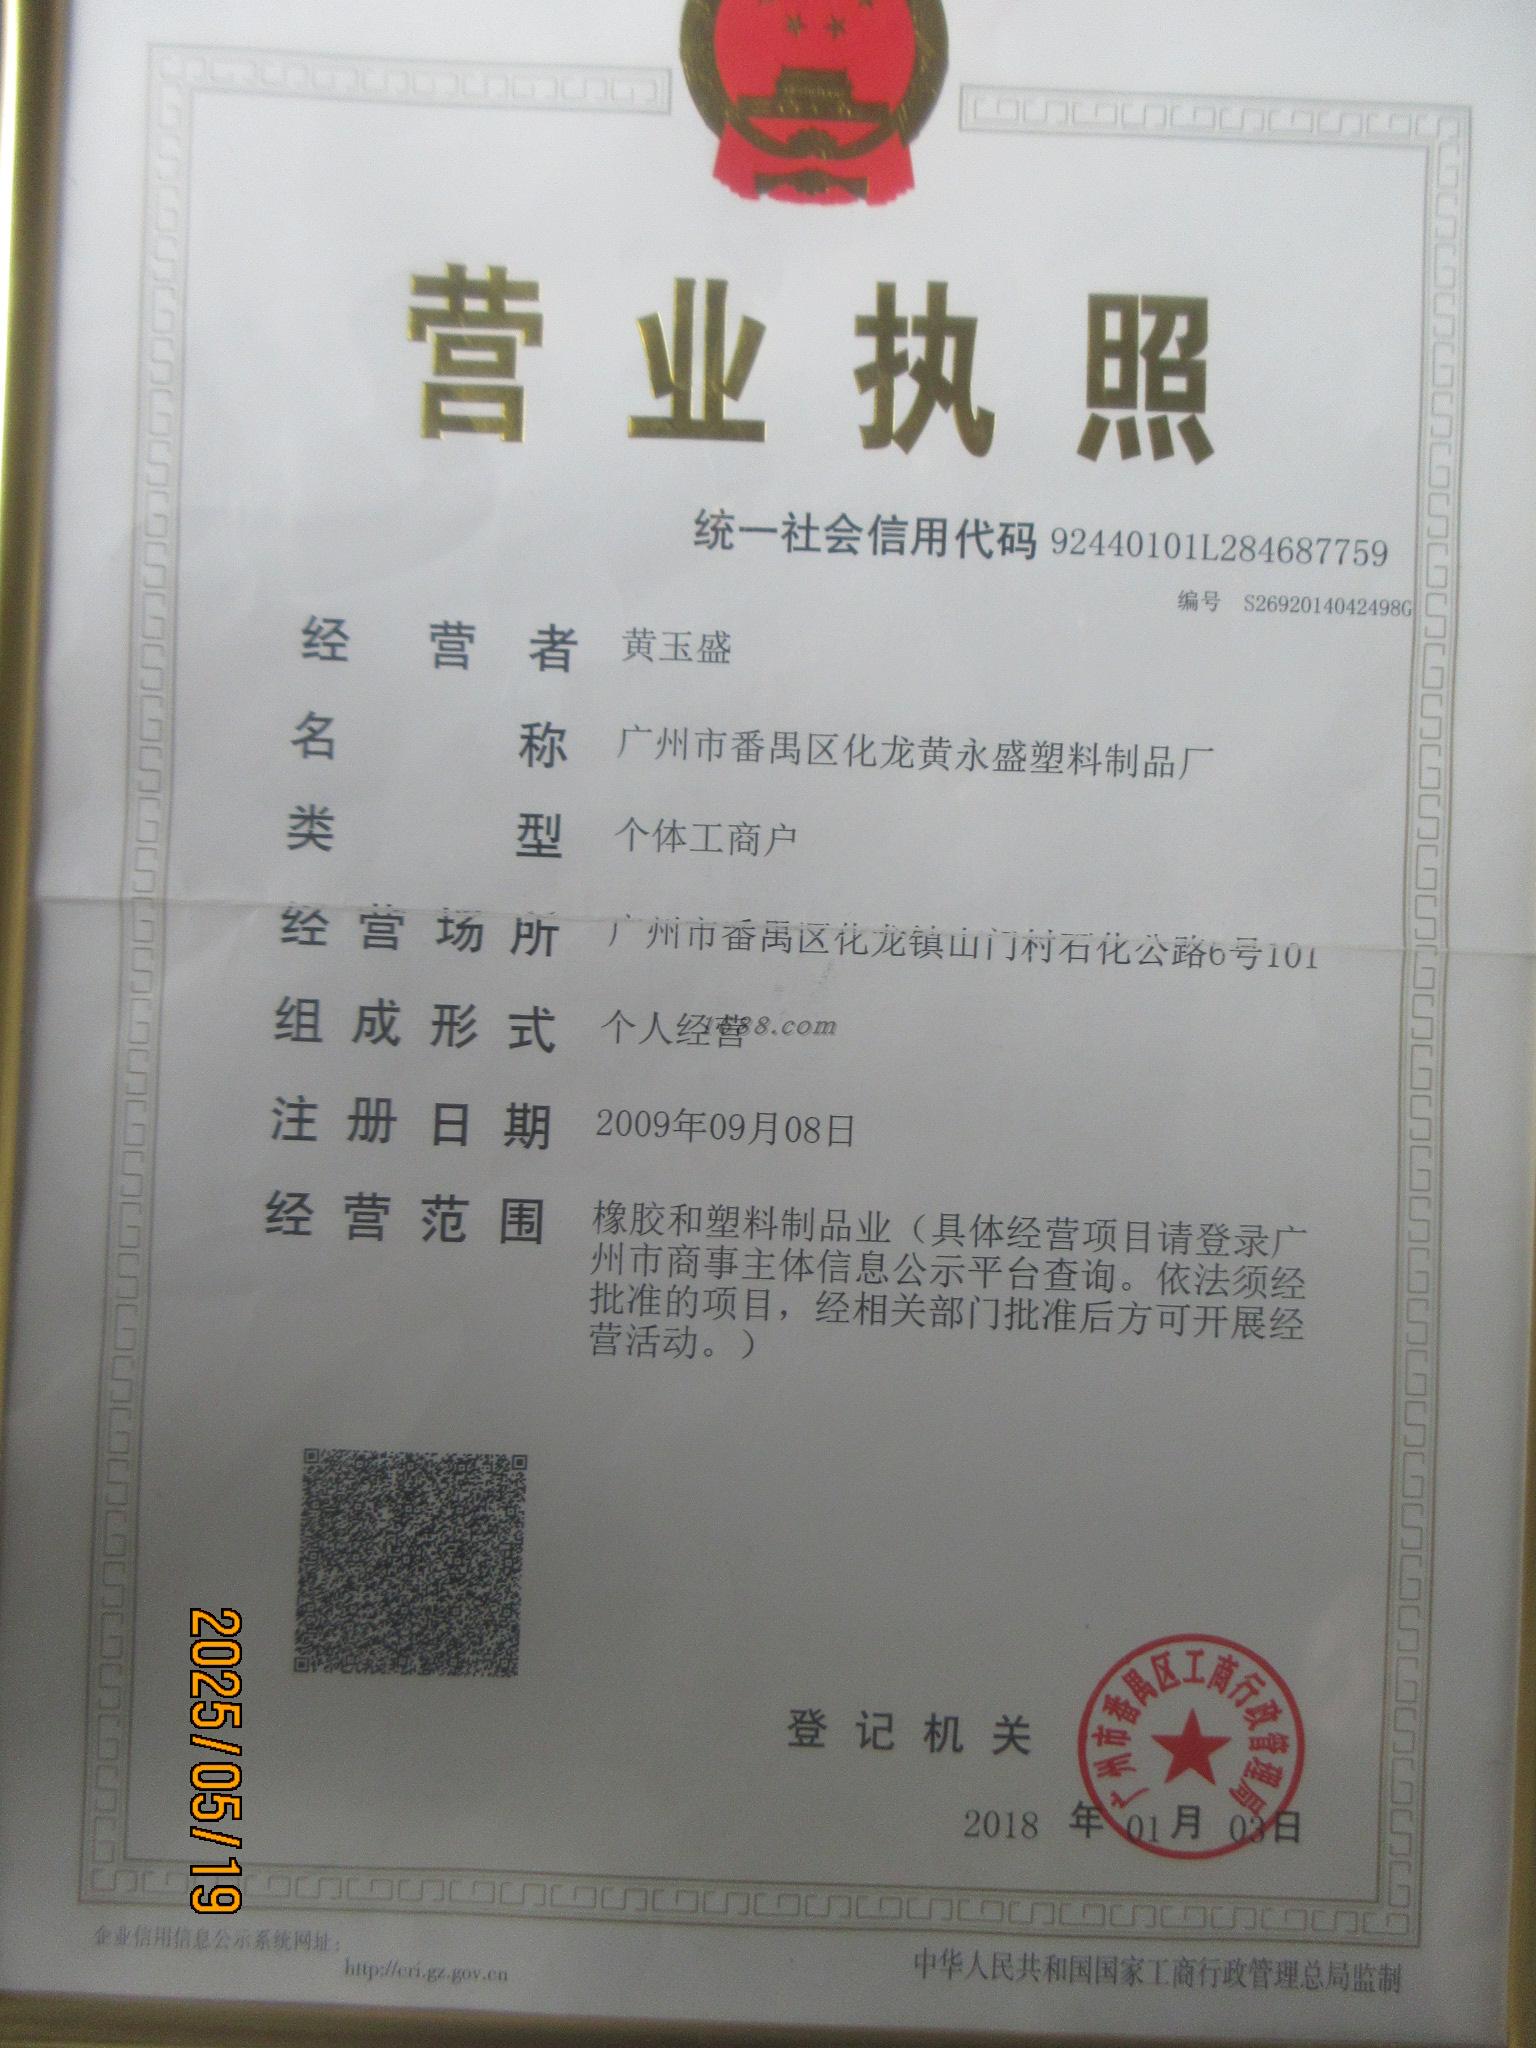 营业执照
统一社会信用代码 92440101L284687759
编号 S2692014042498G
经营者 黄玉盛
名称 广州市番禺区化龙黄永盛塑料制品厂
类型 个体工商户
经营场所 广州市番禺区化龙镇山门村石化公路6号101
组成形式 个人经营
1688.com
注册日期 2009年09月08日
经营范围 橡胶和塑料制品业（具体经营项目请登录广
州市商事主体信息公示平台查询。依法须经
批准的项目，经相关部门批准后方可开展经
营活动。）
登记机关
广州市番禺区工商行政管理局
2018 年 01 月 03 日
2025/05/19
企业信用信息公示系统网址：
http://cri.gz.gov.cn
中华人民共和国国家工商行政管理总局监制